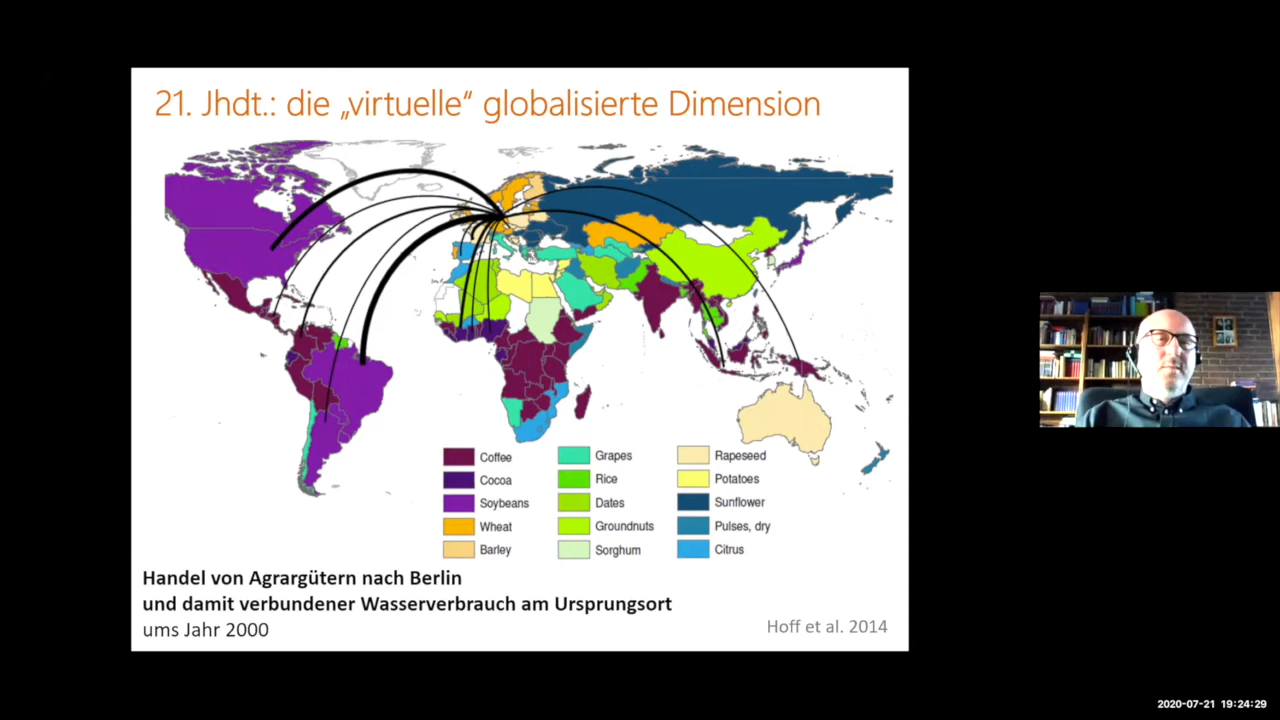 21. Jhdt.: die „virtuelle“ globalisierte Dimension
Coffee
Cocoa
Soybeans
Wheat
Barley
Grapes
Rice
Dates
Groundnuts
Sorghum
Rapeseed
Potatoes
Sunflower
Pulses, dry
Citrus
Handel von Agrargütern nach Berlin
und damit verbundener Wasserverbrauch am Ursprungsort
ums Jahr 2000
Hoff et al. 2014
2020-07-21 19:24:29